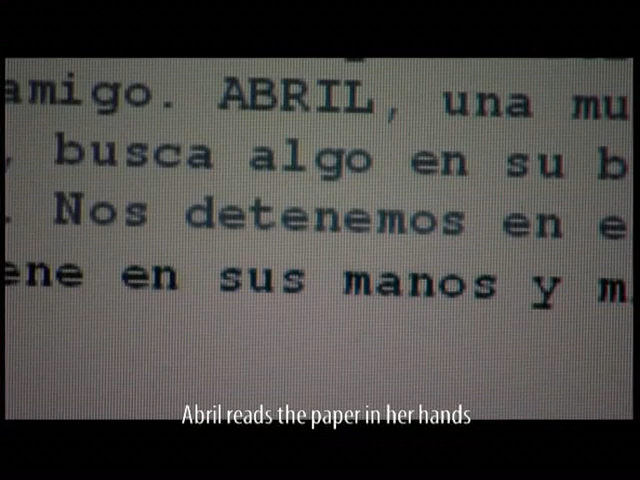 amigo. ABRIL, una mu
, busca algo en su b
. Nos detenemos en e
ene en sus manos y m
Abril reads the paper in her hands